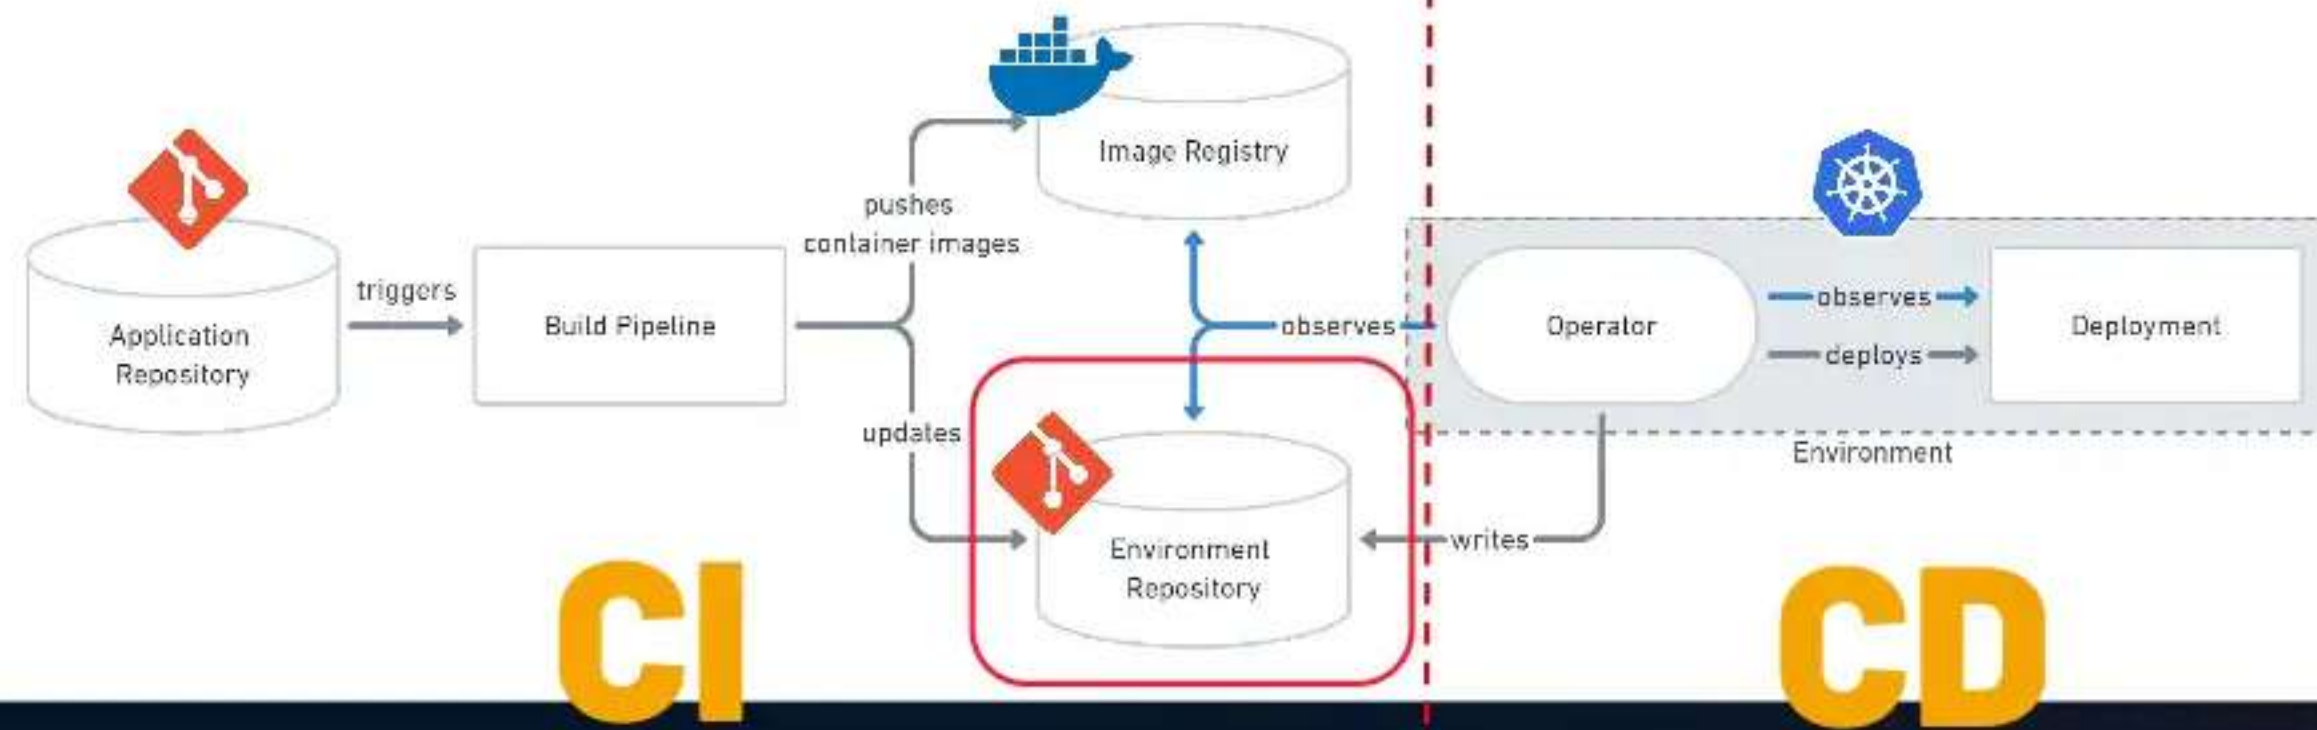 Image Registry
pushes
container images
triggers
Application
Repository
Build Pipeline
observes
Operator
observes
deploys
Deployment
updates
Environment
Environment
Repository
writes
CI
CD